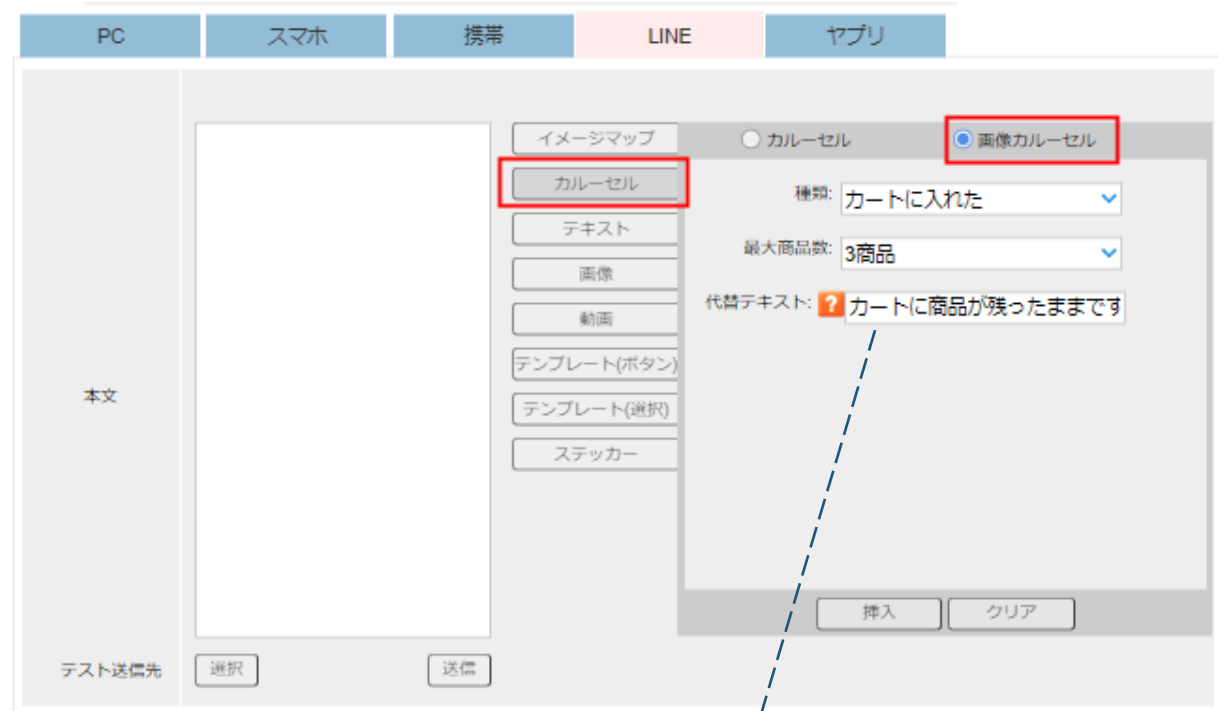 PC スマホ 携帯 LINE ヤプリ
イメージマップ
カルーセル
テキスト
画像
動画
テンプレート(ボタン)
テンプレート(選択)
ステッカー
カルーセル 画像カルーセル
種類: カートに入れた
最大商品数: 3商品
代替テキスト: ? カートに商品が残ったままです
挿入 クリア
本文
テスト送信先 選択 送信